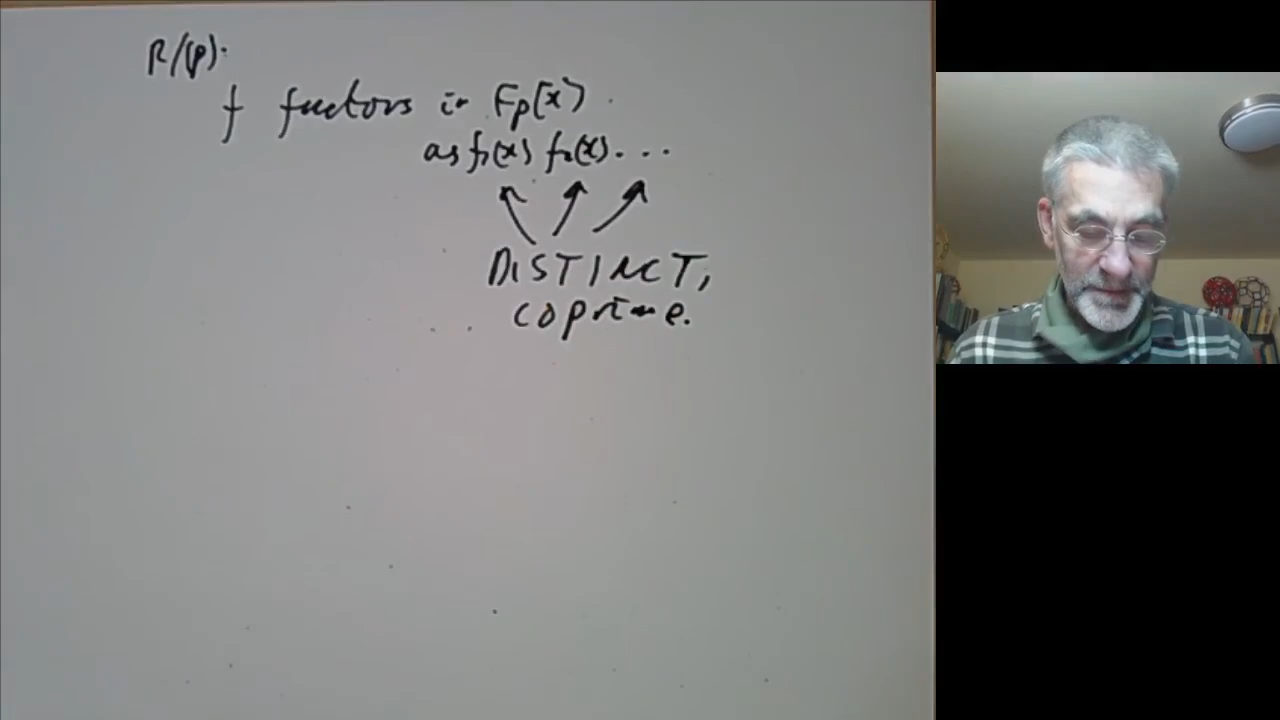 R/(p).
f factors in Fp[x]
as f1(x) f2(x)...
DISTINCT,
coprime.